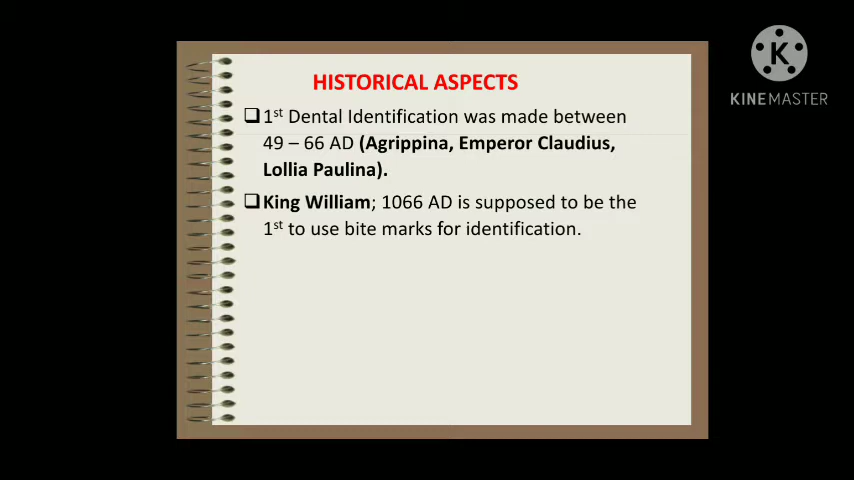 HISTORICAL ASPECTS
1st Dental Identification was made between
49 – 66 AD (Agrippina, Emperor Claudius,
Lollia Paulina).
King William; 1066 AD is supposed to be the
1st to use bite marks for identification.
K
KINEMASTER